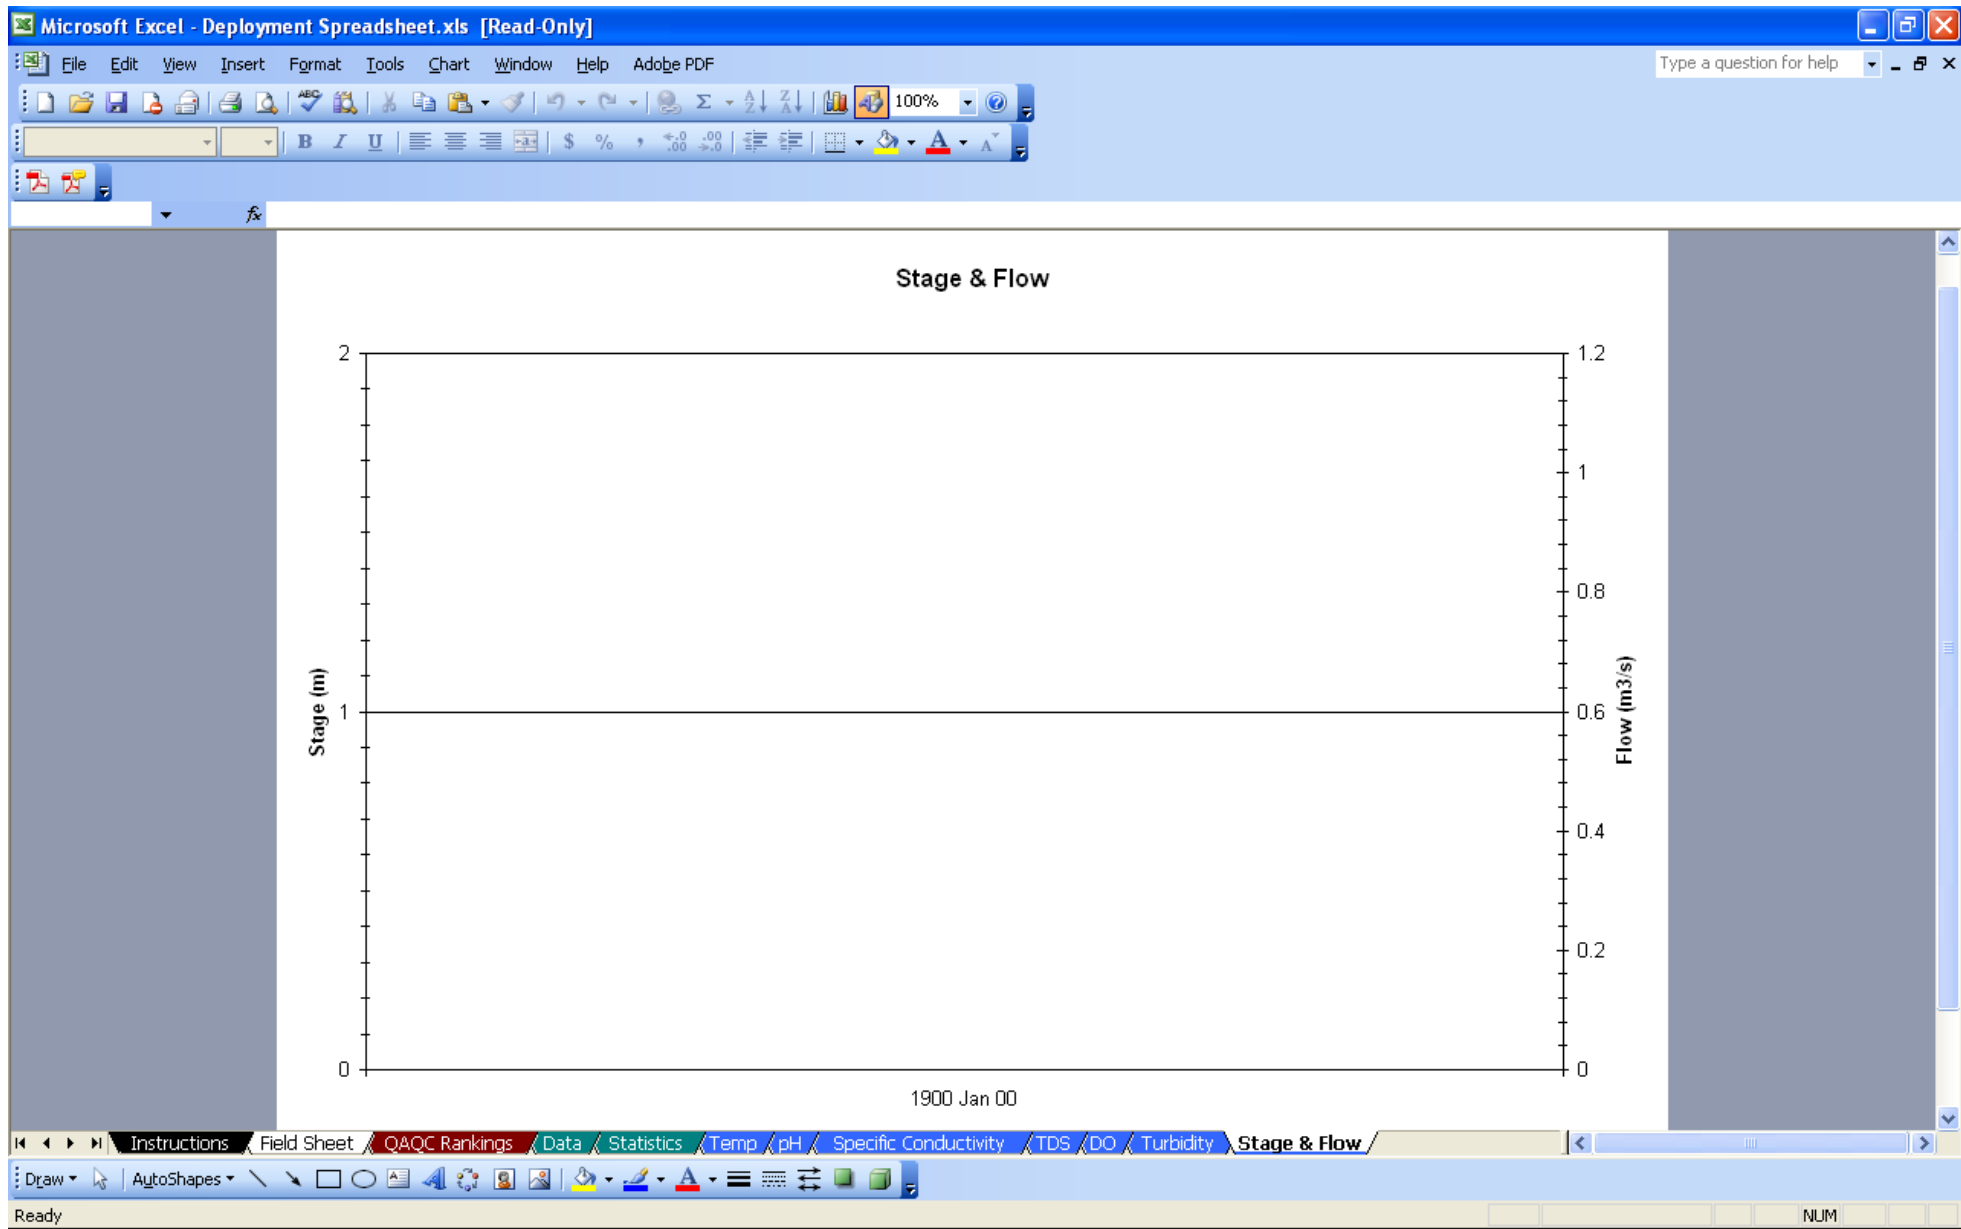 Microsoft Excel - Deployment Spreadsheet.xls [Read-Only]
File Edit View Insert Format Tools Chart Window Help Adobe PDF Type a question for help
100%
B I U $ % ,
fx
Stage & Flow
2 1.2
1
0.8
1 0.6
Stage (m)
Flow (m3/s)
0.4
0.2
0 0
1900 Jan 00
Instructions Field Sheet QAQC Rankings Data Statistics Temp pH Specific Conductivity TDS DO Turbidity Stage & Flow
Draw AutoShapes
Ready NUM